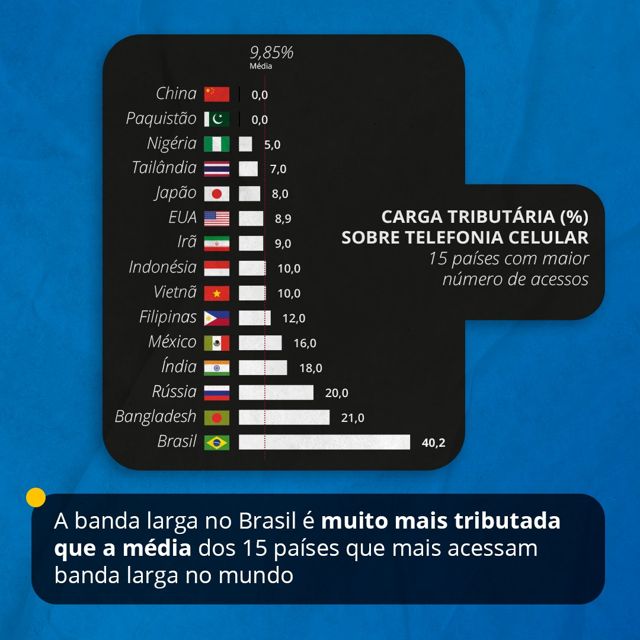 9,85%
Média
China 0,0
Paquistão 0,0
Nigéria 5,0
Tailândia 7,0
Japão 8,0
EUA 8,9
Irã 9,0
Indonésia 10,0
Vietnã 10,0
Filipinas 12,0
México 16,0
Índia 18,0
Rússia 20,0
Bangladesh 21,0
Brasil 40,2
CARGA TRIBUTÁRIA (%)
SOBRE TELEFONIA CELULAR
15 países com maior
número de acessos
A banda larga no Brasil é muito mais tributada
que a média dos 15 países que mais acessam
banda larga no mundo